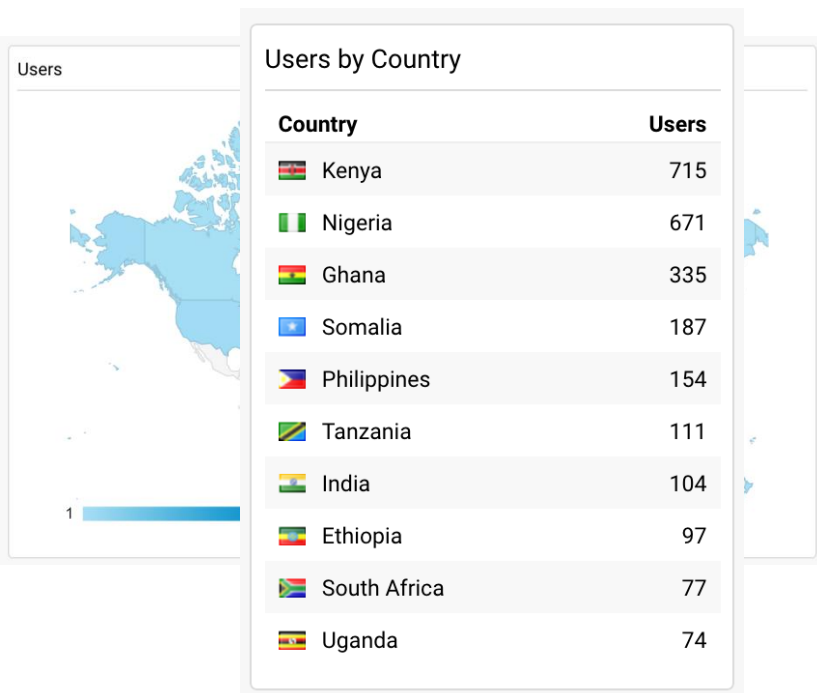 Users
1
Users by Country
Country Users
Kenya 715
Nigeria 671
Ghana 335
Somalia 187
Philippines 154
Tanzania 111
India 104
Ethiopia 97
South Africa 77
Uganda 74